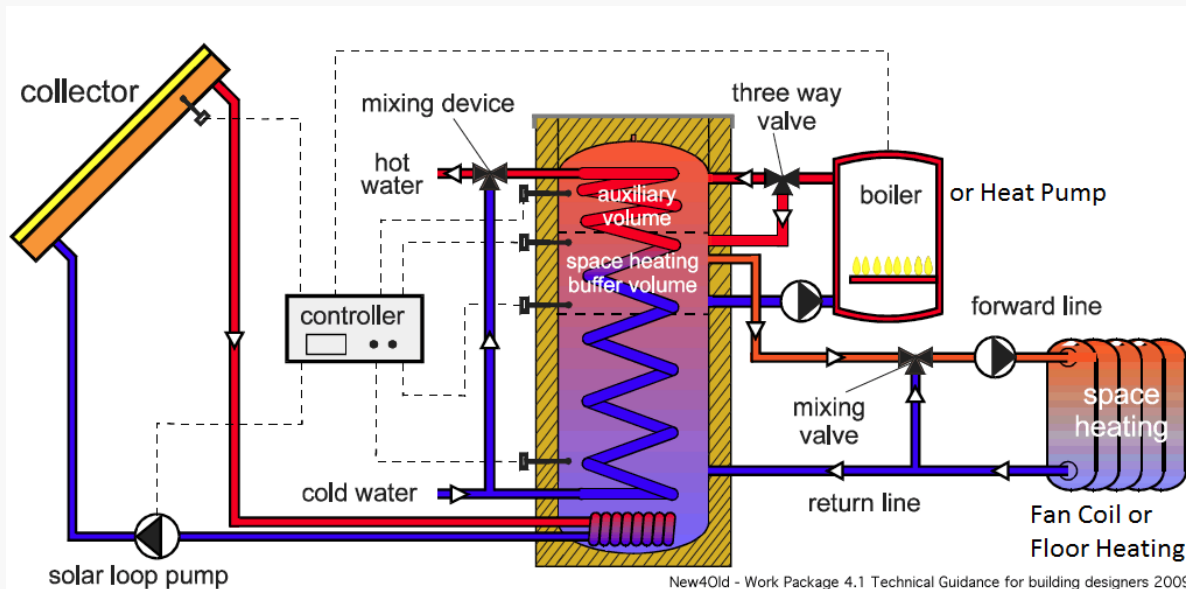 collector
mixing device
three way
valve
hot
water
auxiliary
volume
boiler
or Heat Pump
space heating
buffer volume
controller
forward line
mixing
valve
space
heating
cold water
return line
Fan Coil or
Floor Heating
solar loop pump
New4Old - Work Package 4.1 Technical Guidance for building designers 2009